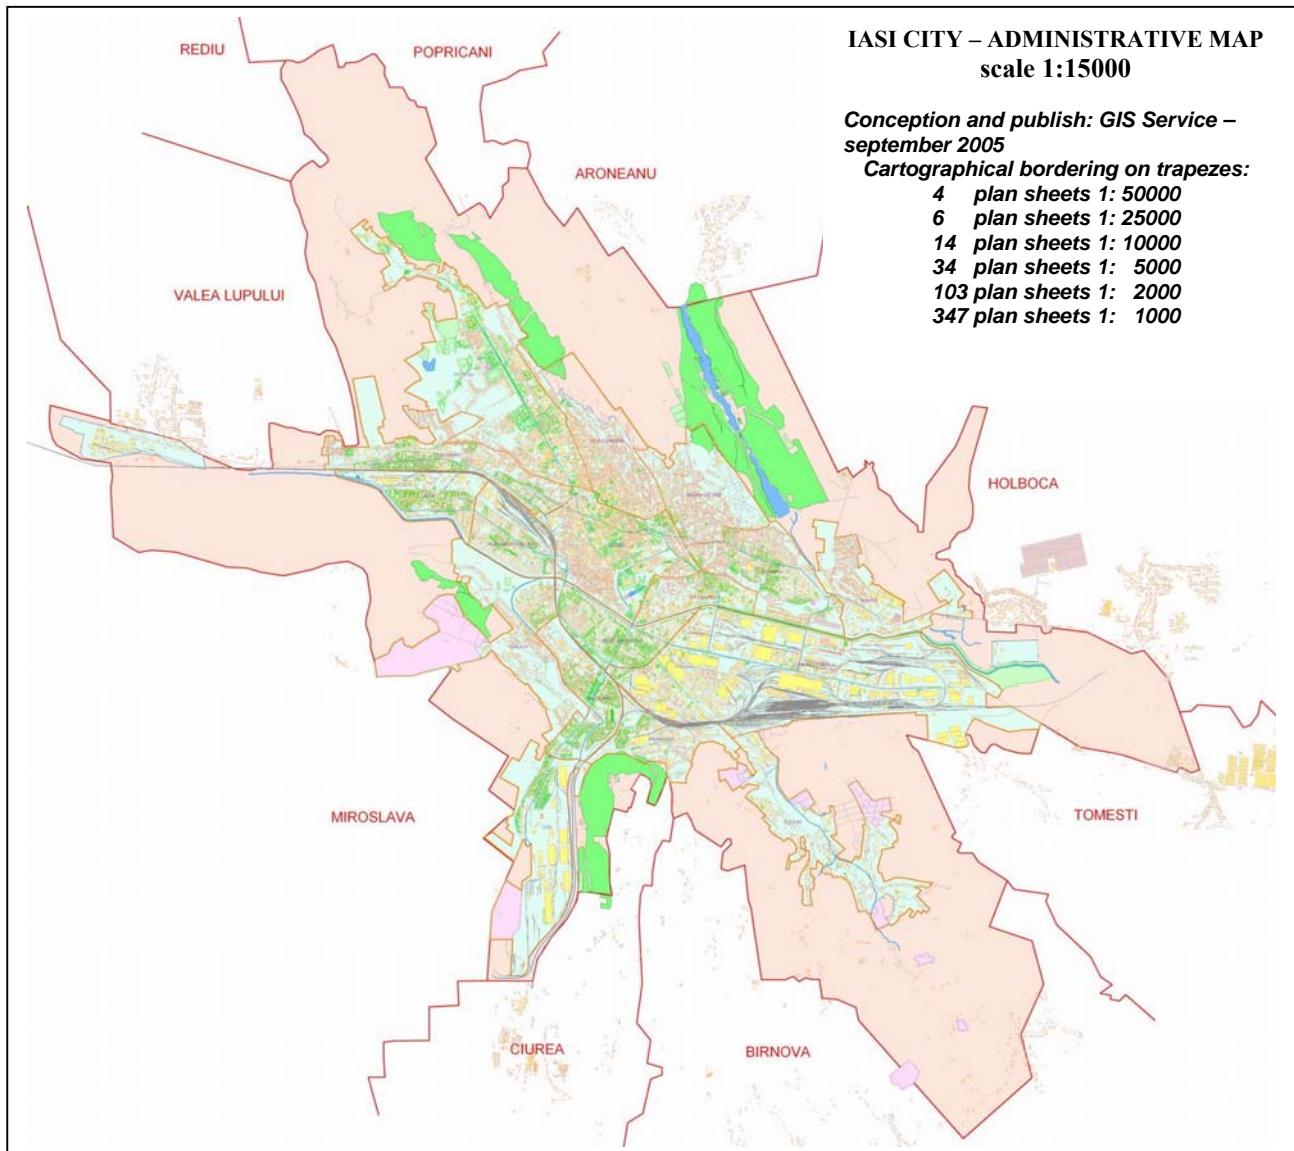 IASI CITY – ADMINISTRATIVE MAP
scale 1:15000
Conception and publish: GIS Service –
september 2005
Cartographical bordering on trapezes:
4 plan sheets 1: 50000
6 plan sheets 1: 25000
14 plan sheets 1: 10000
34 plan sheets 1: 5000
103 plan sheets 1: 2000
347 plan sheets 1: 1000
REDIU
POPRICANI
ARONEANU
VALEA LUPULUI
HOLBOCA
MIROSLAVA
TOMESTI
CIUREA
BIRNOVA